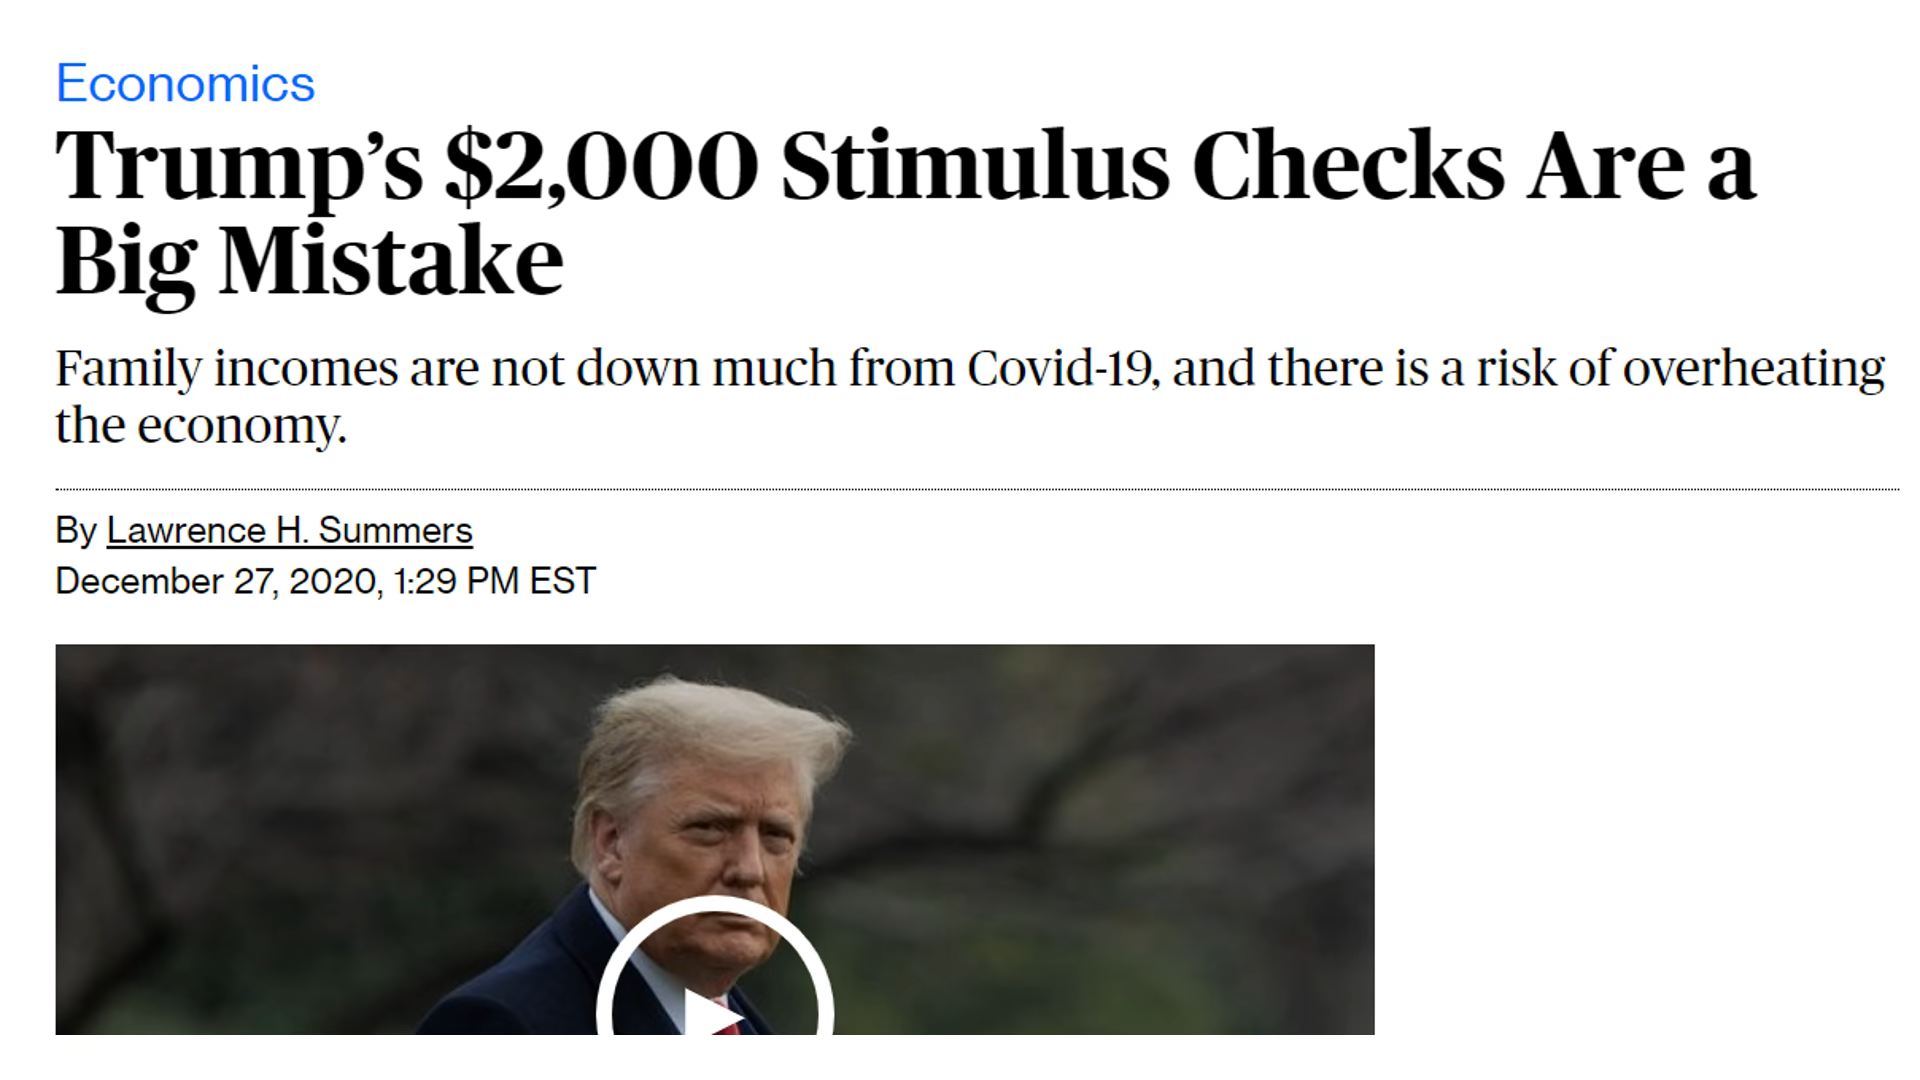 Economics
Trump’s $2,000 Stimulus Checks Are a
Big Mistake
Family incomes are not down much from Covid-19, and there is a risk of overheating
the economy.
By Lawrence H. Summers
December 27, 2020, 1:29 PM EST